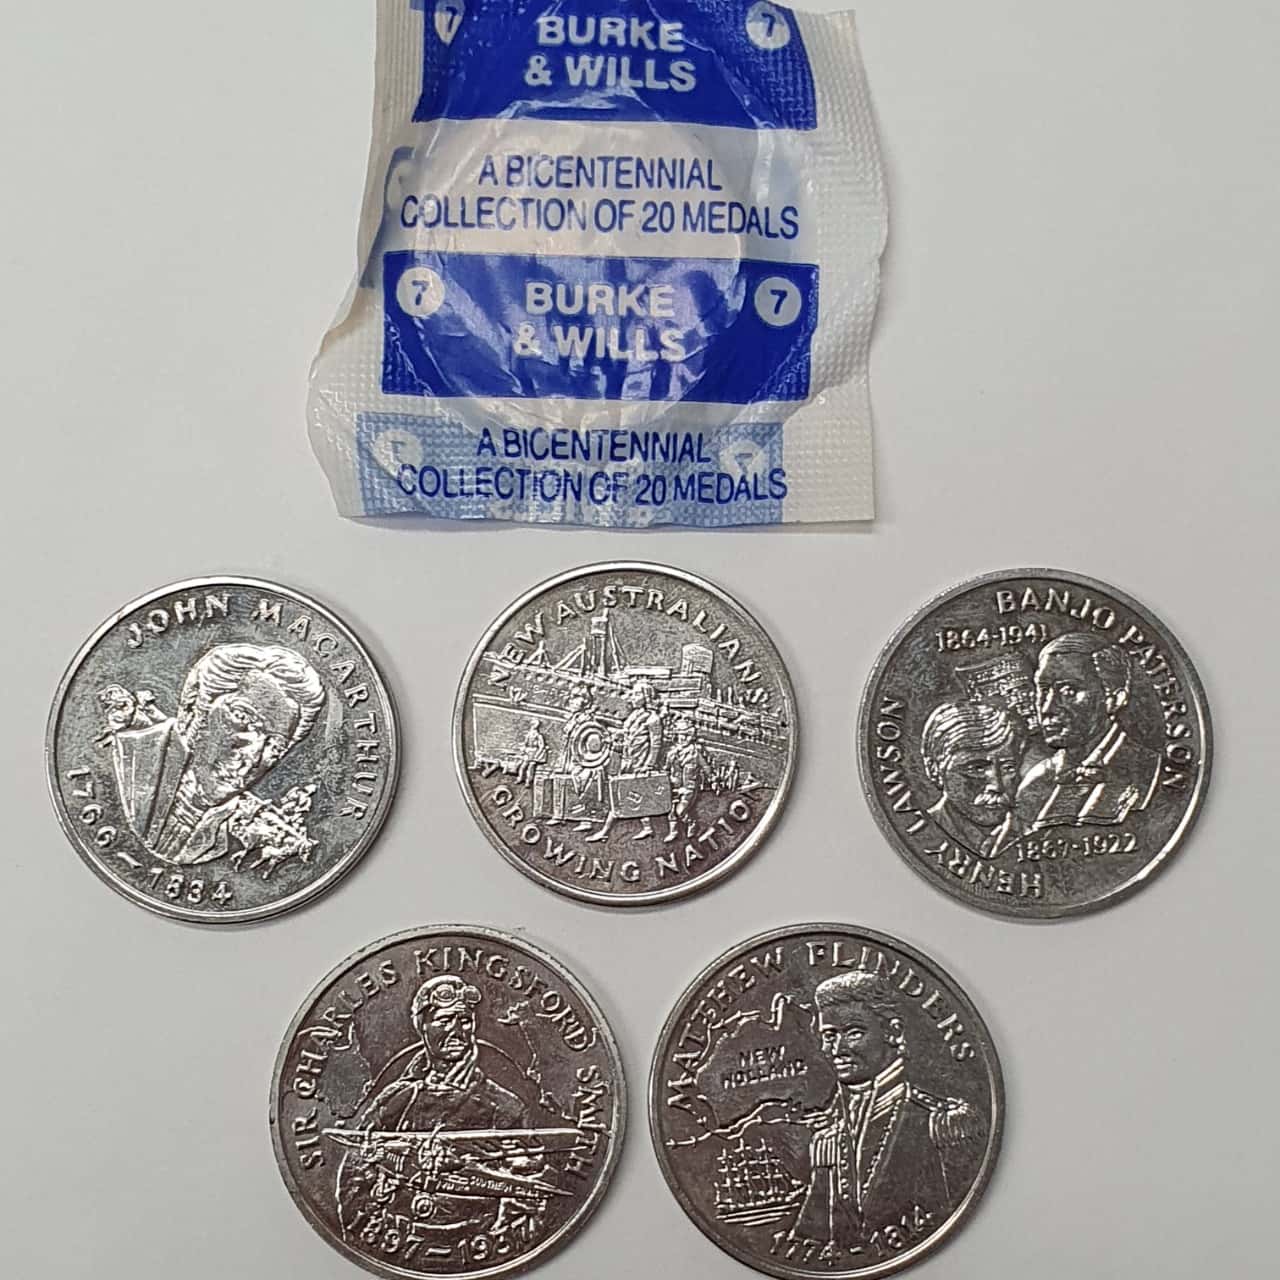 7 BURKE 7
& WILLS
A BICENTENNIAL
COLLECTION OF 20 MEDALS
7 BURKE 7
& WILLS
A BICENTENNIAL
COLLECTION OF 20 MEDALS
JOHN MACARTHUR
1766-1834
NEW AUSTRALIANS
A GROWING NATION
BANJO PATERSON
1864-1941
HENRY LAWSON
1867-1922
SIR CHARLES KINGSFORD SMITH
SOUTHERN CROSS
1897-1937
MATTHEW FLINDERS
NEW
HOLLAND
1774-1814